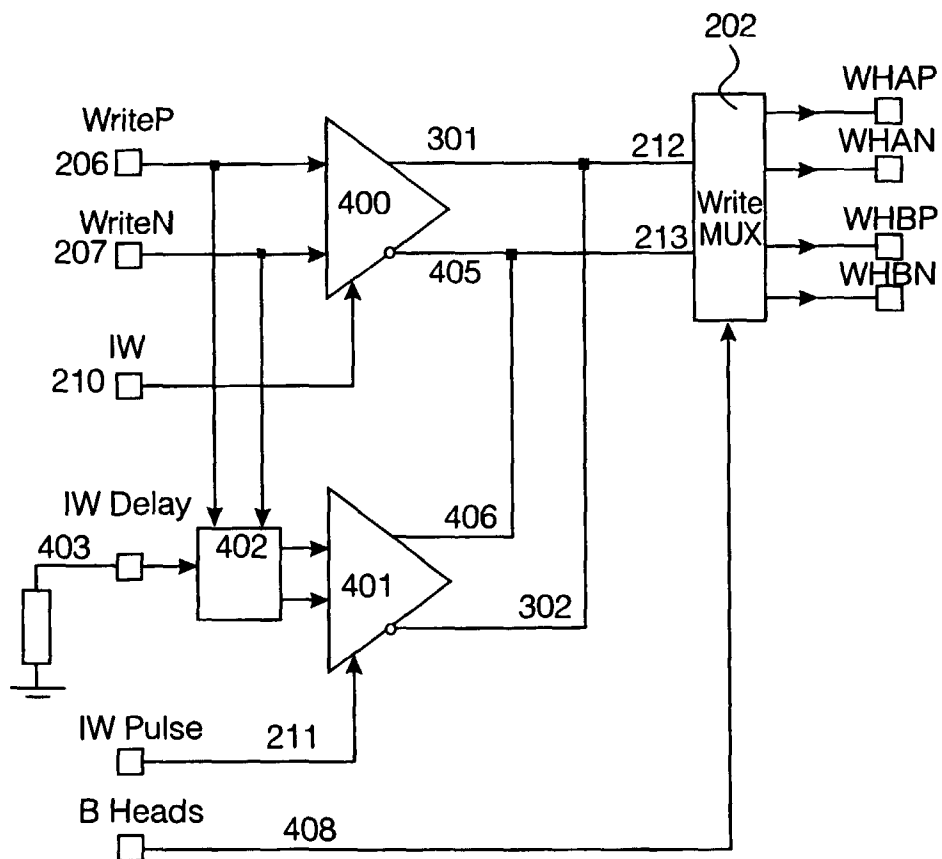 202
WriteP
206
WriteN
207
IW
210
400
301
405
212
213
Write
MUX
WHAP
WHAN
WHBP
WHBN
IW Delay
403
402
401
406
302
IW Pulse
211
B Heads
408